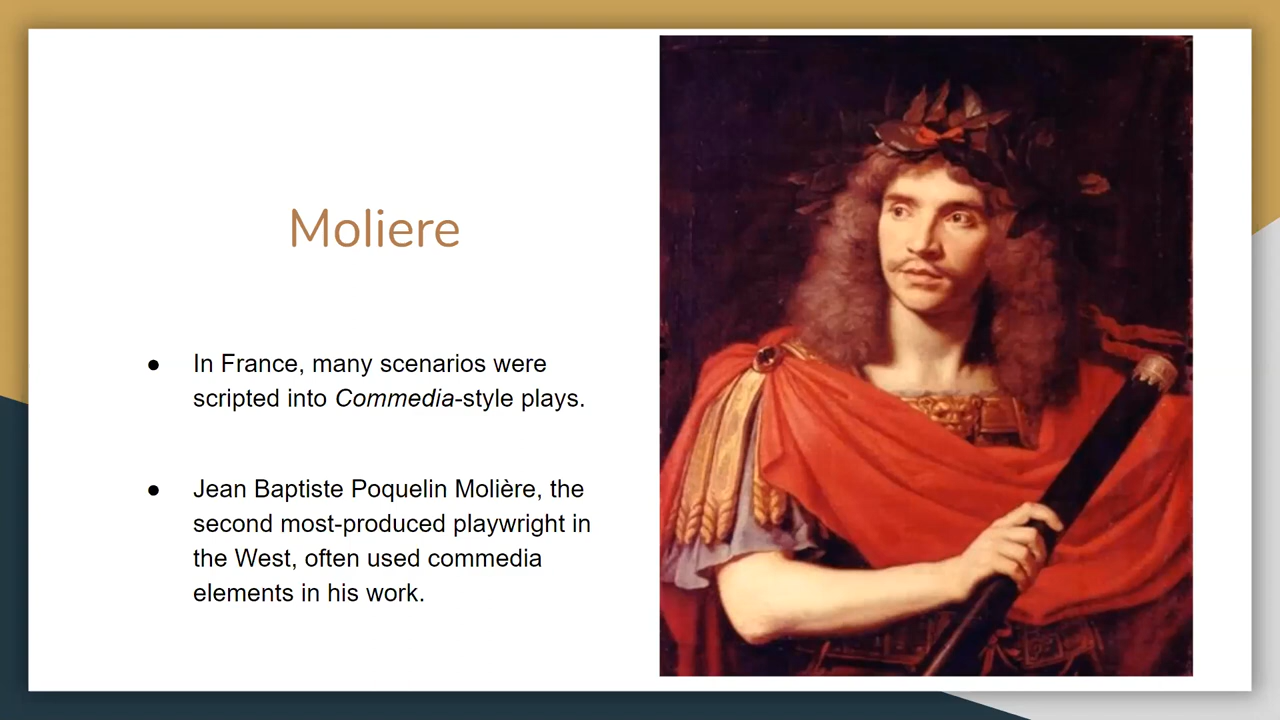 Moliere
● In France, many scenarios were
scripted into Commedia-style plays.
● Jean Baptiste Poquelin Molière, the
second most-produced playwright in
the West, often used commedia
elements in his work.